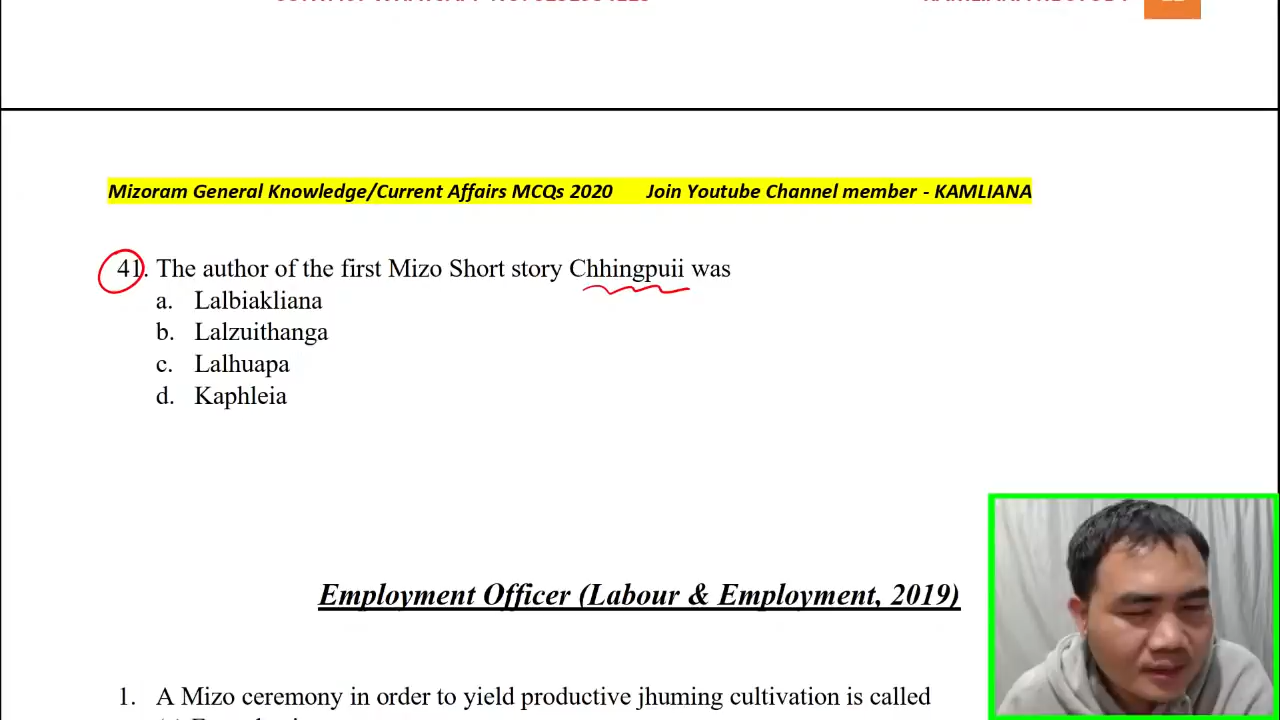 Mizoram General Knowledge/Current Affairs MCQs 2020 Join Youtube Channel member - KAMLIANA
41. The author of the first Mizo Short story Chhingpuii was
a. Lalbiakliana
b. Lalzuithanga
c. Lalhuapa
d. Kaphleia
Employment Officer (Labour & Employment, 2019)
1. A Mizo ceremony in order to yield productive jhuming cultivation is called